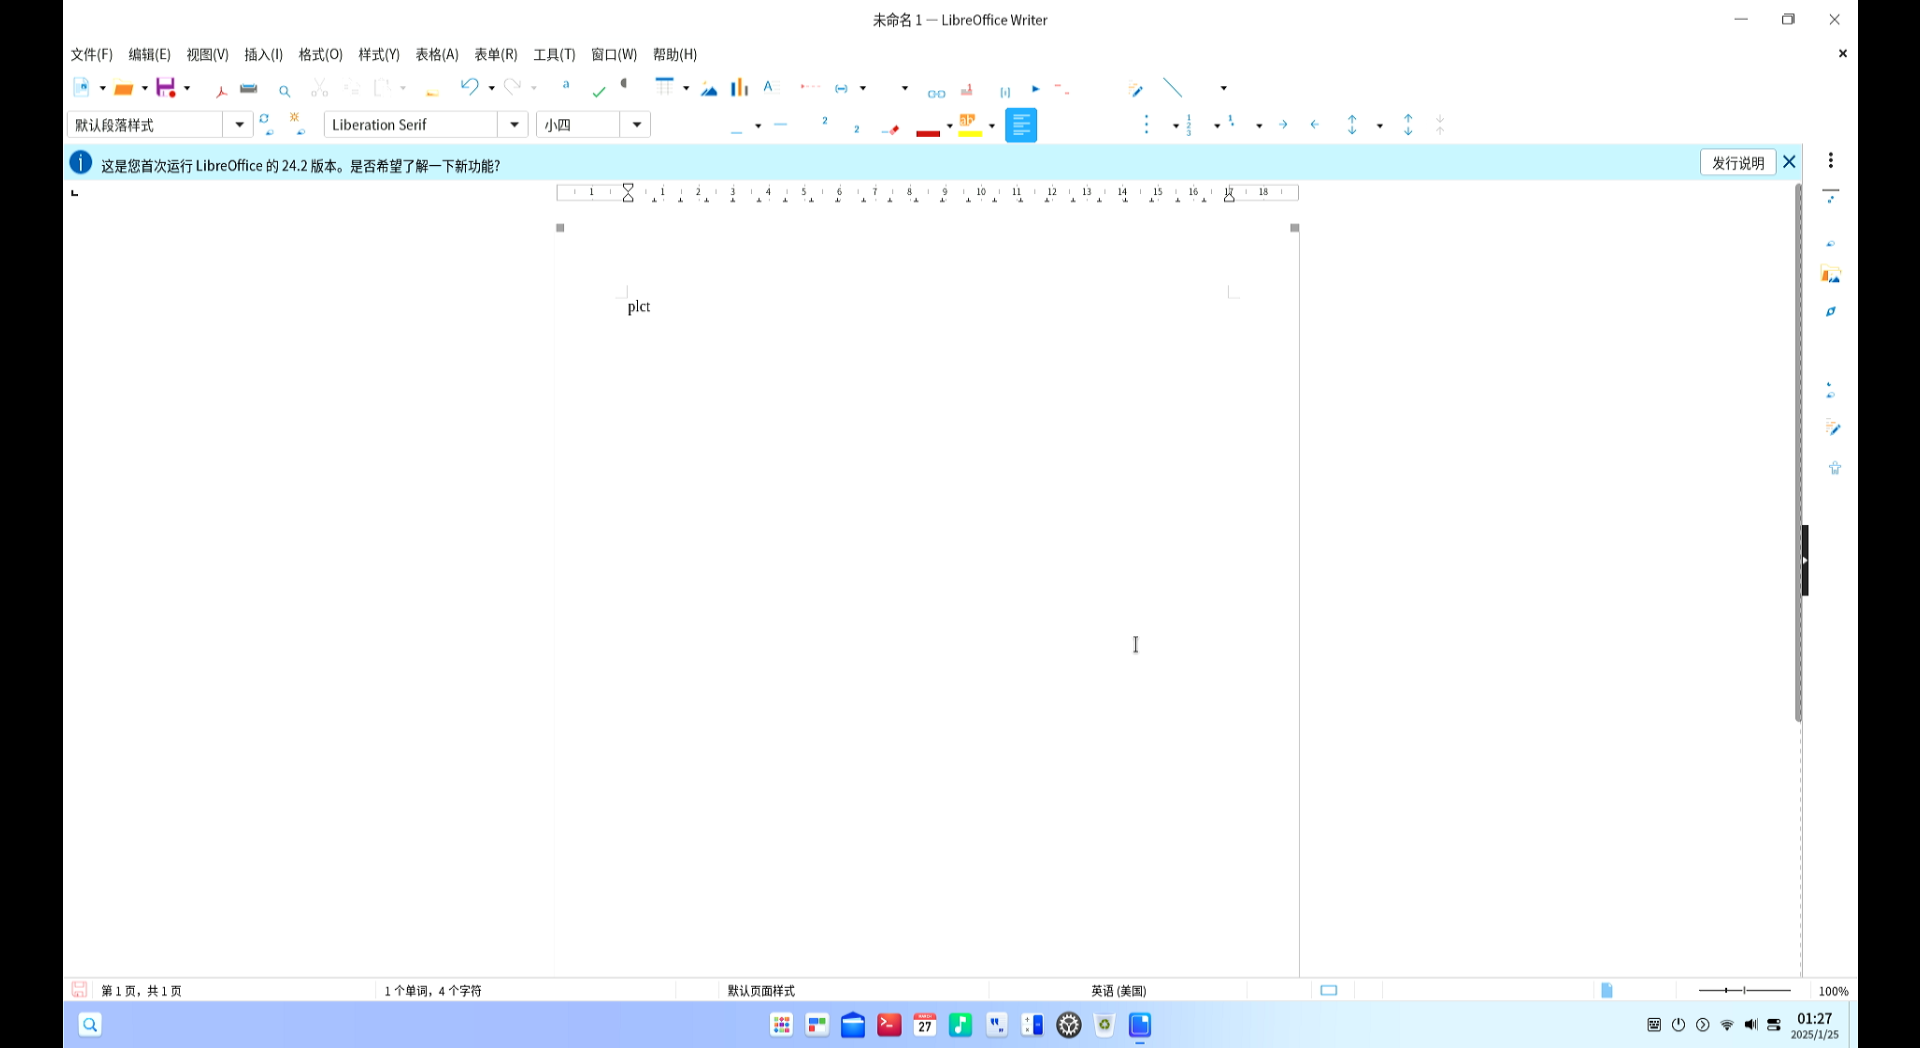 未命名 1 — LibreOffice Writer
文件(F) 编辑(E) 视图(V) 插入(I) 格式(O) 样式(Y) 表格(A) 表单(R) 工具(T) 窗口(W) 帮助(H)
默认段落样式 Liberation Serif 小四
这是您首次运行 LibreOffice 的 24.2 版本。是否希望了解一下新功能? 发行说明
1 1 2 3 4 5 6 7 8 9 10 11 12 13 14 15 16 17 18
plct
第 1 页，共 1 页 1 个单词，4 个字符 默认页面样式 英语 (美国) 100%
27 01:27
2025/1/25